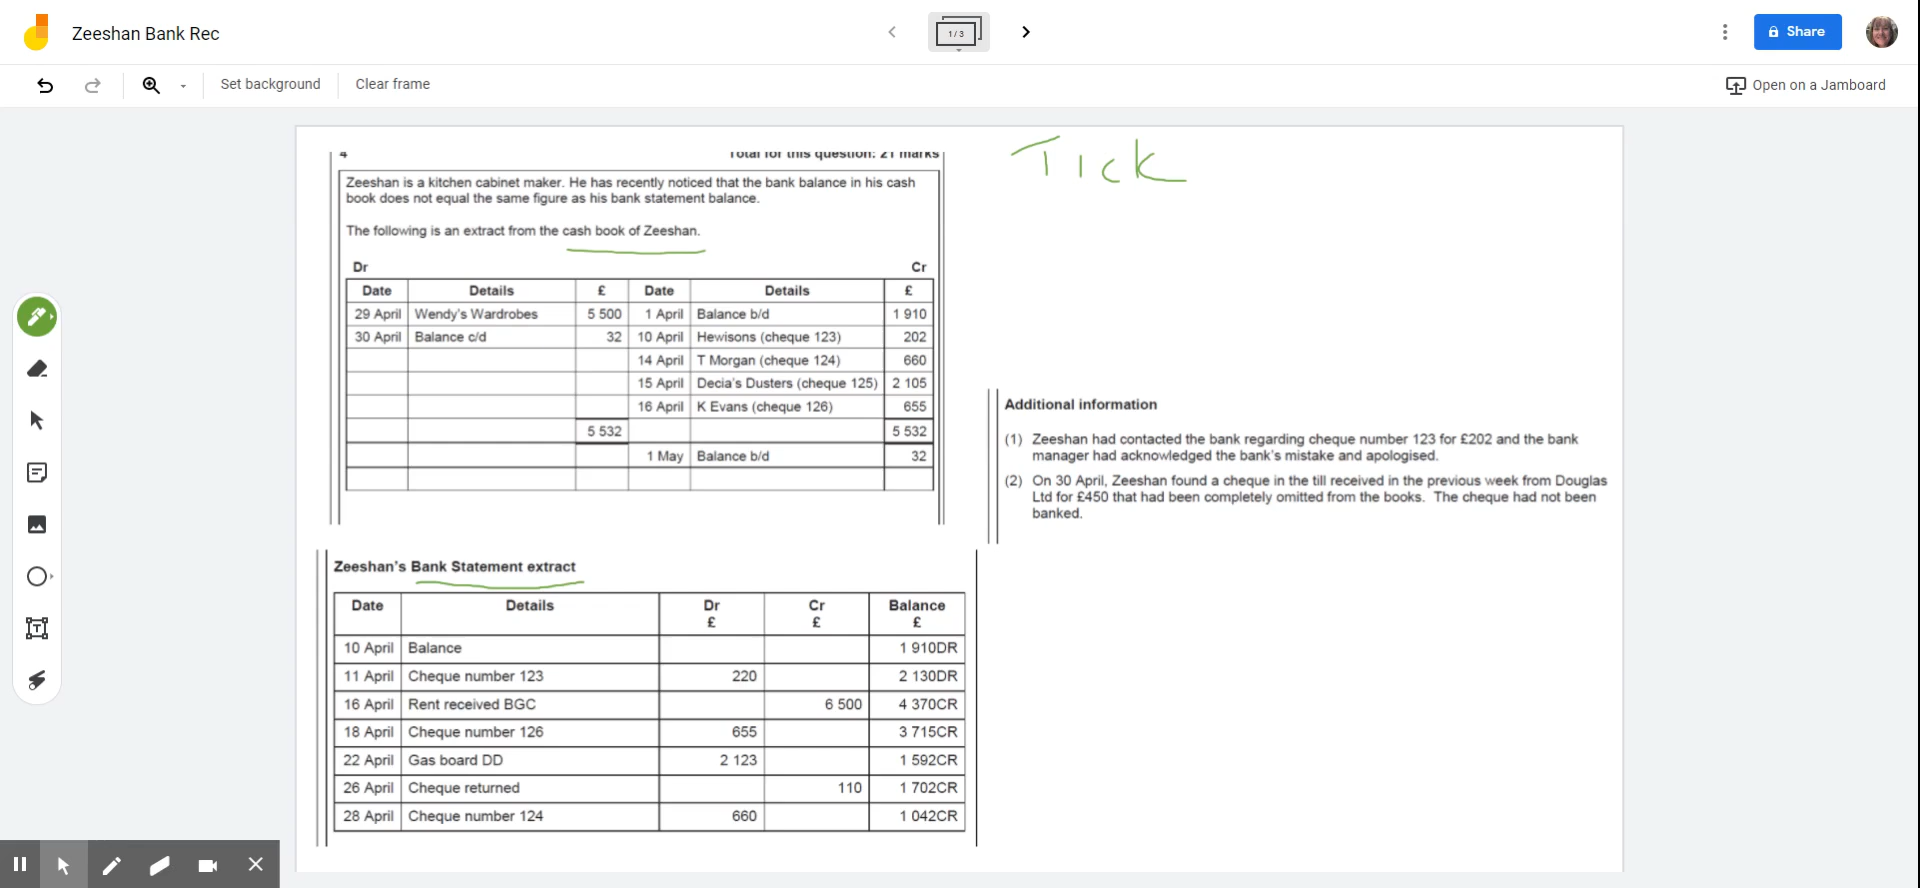 Zeeshan Bank Rec
1 / 3
Share
Set background
Clear frame
Open on a Jamboard
4 Total for this question: 21 marks
Tick
Zeeshan is a kitchen cabinet maker. He has recently noticed that the bank balance in his cash
book does not equal the same figure as his bank statement balance.
The following is an extract from the cash book of Zeeshan.
Dr Cr
Date Details £ Date Details £
29 April Wendy's Wardrobes 5 500 1 April Balance b/d 1 910
30 April Balance c/d 32 10 April Hewisons (cheque 123) 202
14 April T Morgan (cheque 124) 660
15 April Decia's Dusters (cheque 125) 2 105
16 April K Evans (cheque 126) 655
5 532 5 532
1 May Balance b/d 32
Additional information
(1) Zeeshan had contacted the bank regarding cheque number 123 for £202 and the bank
manager had acknowledged the bank's mistake and apologised.
(2) On 30 April, Zeeshan found a cheque in the till received in the previous week from Douglas
Ltd for £450 that had been completely omitted from the books. The cheque had not been
banked.
Zeeshan's Bank Statement extract
Date Details Dr Cr Balance
£ £ £
10 April Balance 1 910DR
11 April Cheque number 123 220 2 130DR
16 April Rent received BGC 6 500 4 370CR
18 April Cheque number 126 655 3 715CR
22 April Gas board DD 2 123 1 592CR
26 April Cheque returned 110 1 702CR
28 April Cheque number 124 660 1 042CR